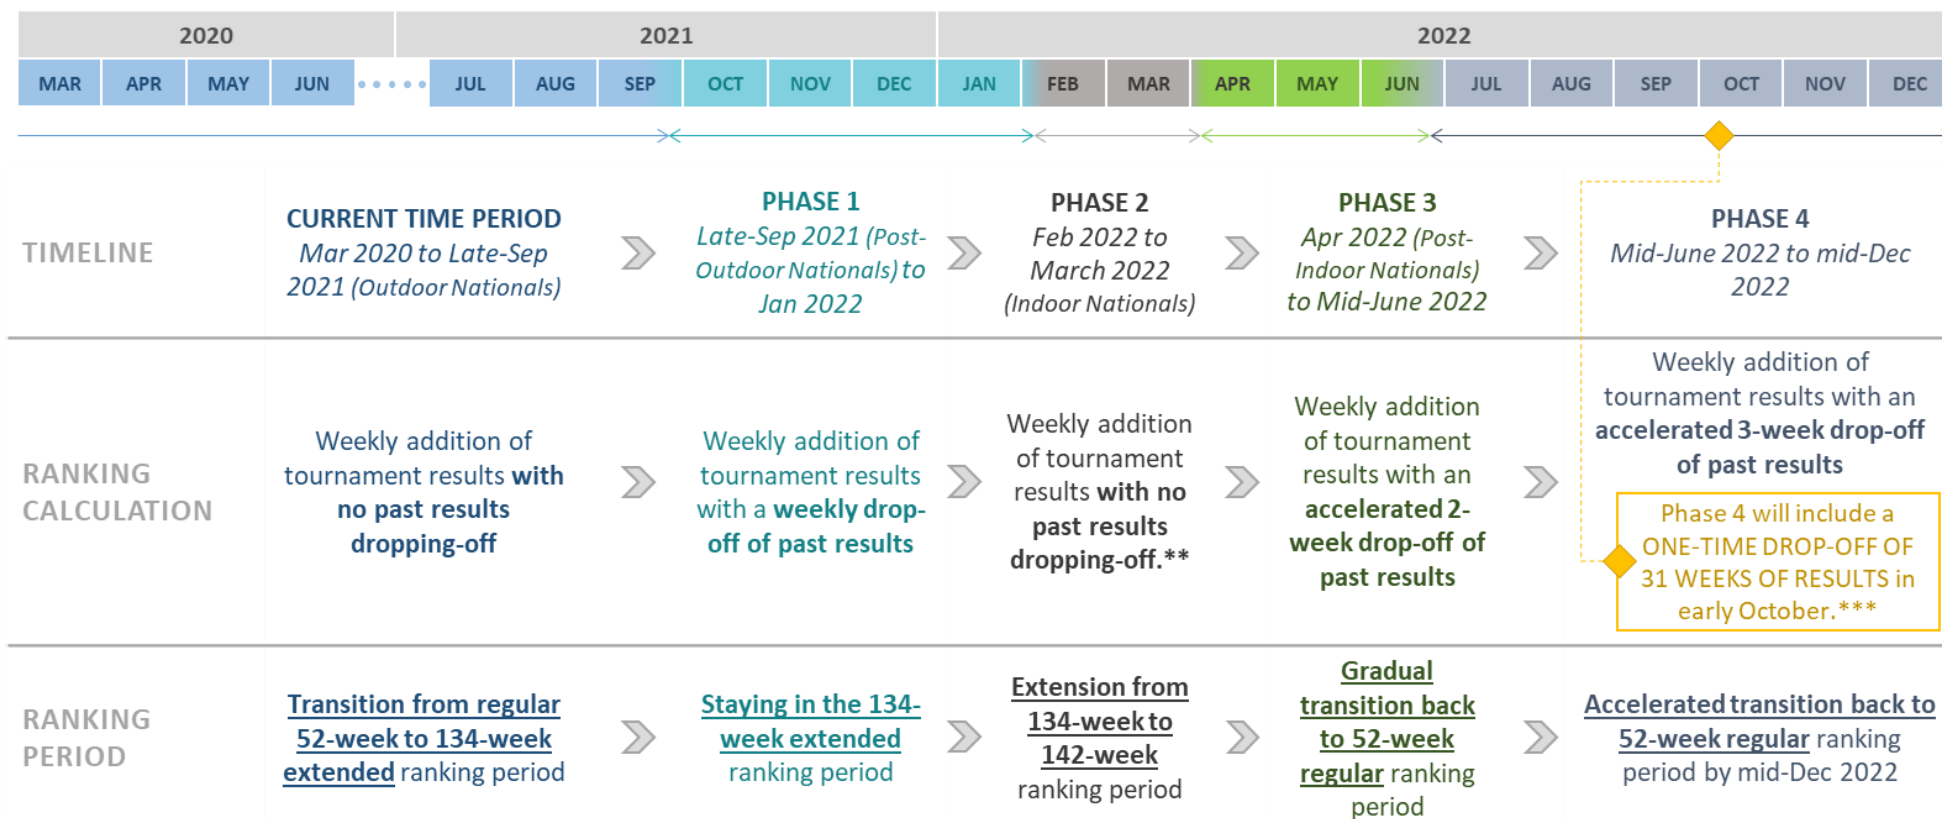 2020
2021
2022
MAR
APR
MAY
JUN
JUL
AUG
SEP
OCT
NOV
DEC
JAN
FEB
MAR
APR
MAY
JUN
JUL
AUG
SEP
OCT
NOV
DEC
TIMELINE
CURRENT TIME PERIOD
Mar 2020 to Late-Sep
2021 (Outdoor Nationals)
PHASE 1
Late-Sep 2021 (Post-
Outdoor Nationals) to
Jan 2022
PHASE 2
Feb 2022 to
March 2022
(Indoor Nationals)
PHASE 3
Apr 2022 (Post-
Indoor Nationals)
to Mid-June 2022
PHASE 4
Mid-June 2022 to mid-Dec
2022
RANKING
CALCULATION
Weekly addition of
tournament results with
no past results
dropping-off
Weekly addition of
tournament results
with a weekly drop-
off of past results
Weekly addition
of tournament
results with no
past results
dropping-off.**
Weekly addition
of tournament
results with an
accelerated 2-
week drop-off of
past results
Weekly addition of
tournament results with an
accelerated 3-week drop-off
of past results
Phase 4 will include a
ONE-TIME DROP-OFF OF
31 WEEKS OF RESULTS in
early October.***
RANKING
PERIOD
Transition from regular
52-week to 134-week
extended ranking period
Staying in the 134-
week extended
ranking period
Extension from
134-week to
142-week
ranking period
Gradual
transition back
to 52-week
regular ranking
period
Accelerated transition back to
52-week regular ranking
period by mid-Dec 2022